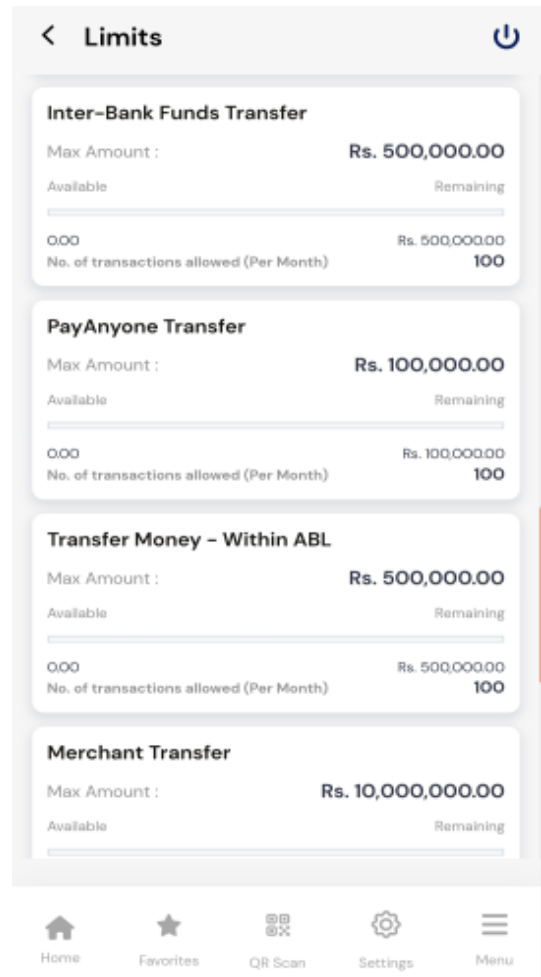 Limits
Inter-Bank Funds Transfer
Max Amount : Rs. 500,000.00
Available Remaining
0.00 Rs. 500,000.00
No. of transactions allowed (Per Month) 100
PayAnyone Transfer
Max Amount : Rs. 100,000.00
Available Remaining
0.00 Rs. 100,000.00
No. of transactions allowed (Per Month) 100
Transfer Money - Within ABL
Max Amount : Rs. 500,000.00
Available Remaining
0.00 Rs. 500,000.00
No. of transactions allowed (Per Month) 100
Merchant Transfer
Max Amount : Rs. 10,000,000.00
Available Remaining
Home Favorites QR Scan Settings Menu